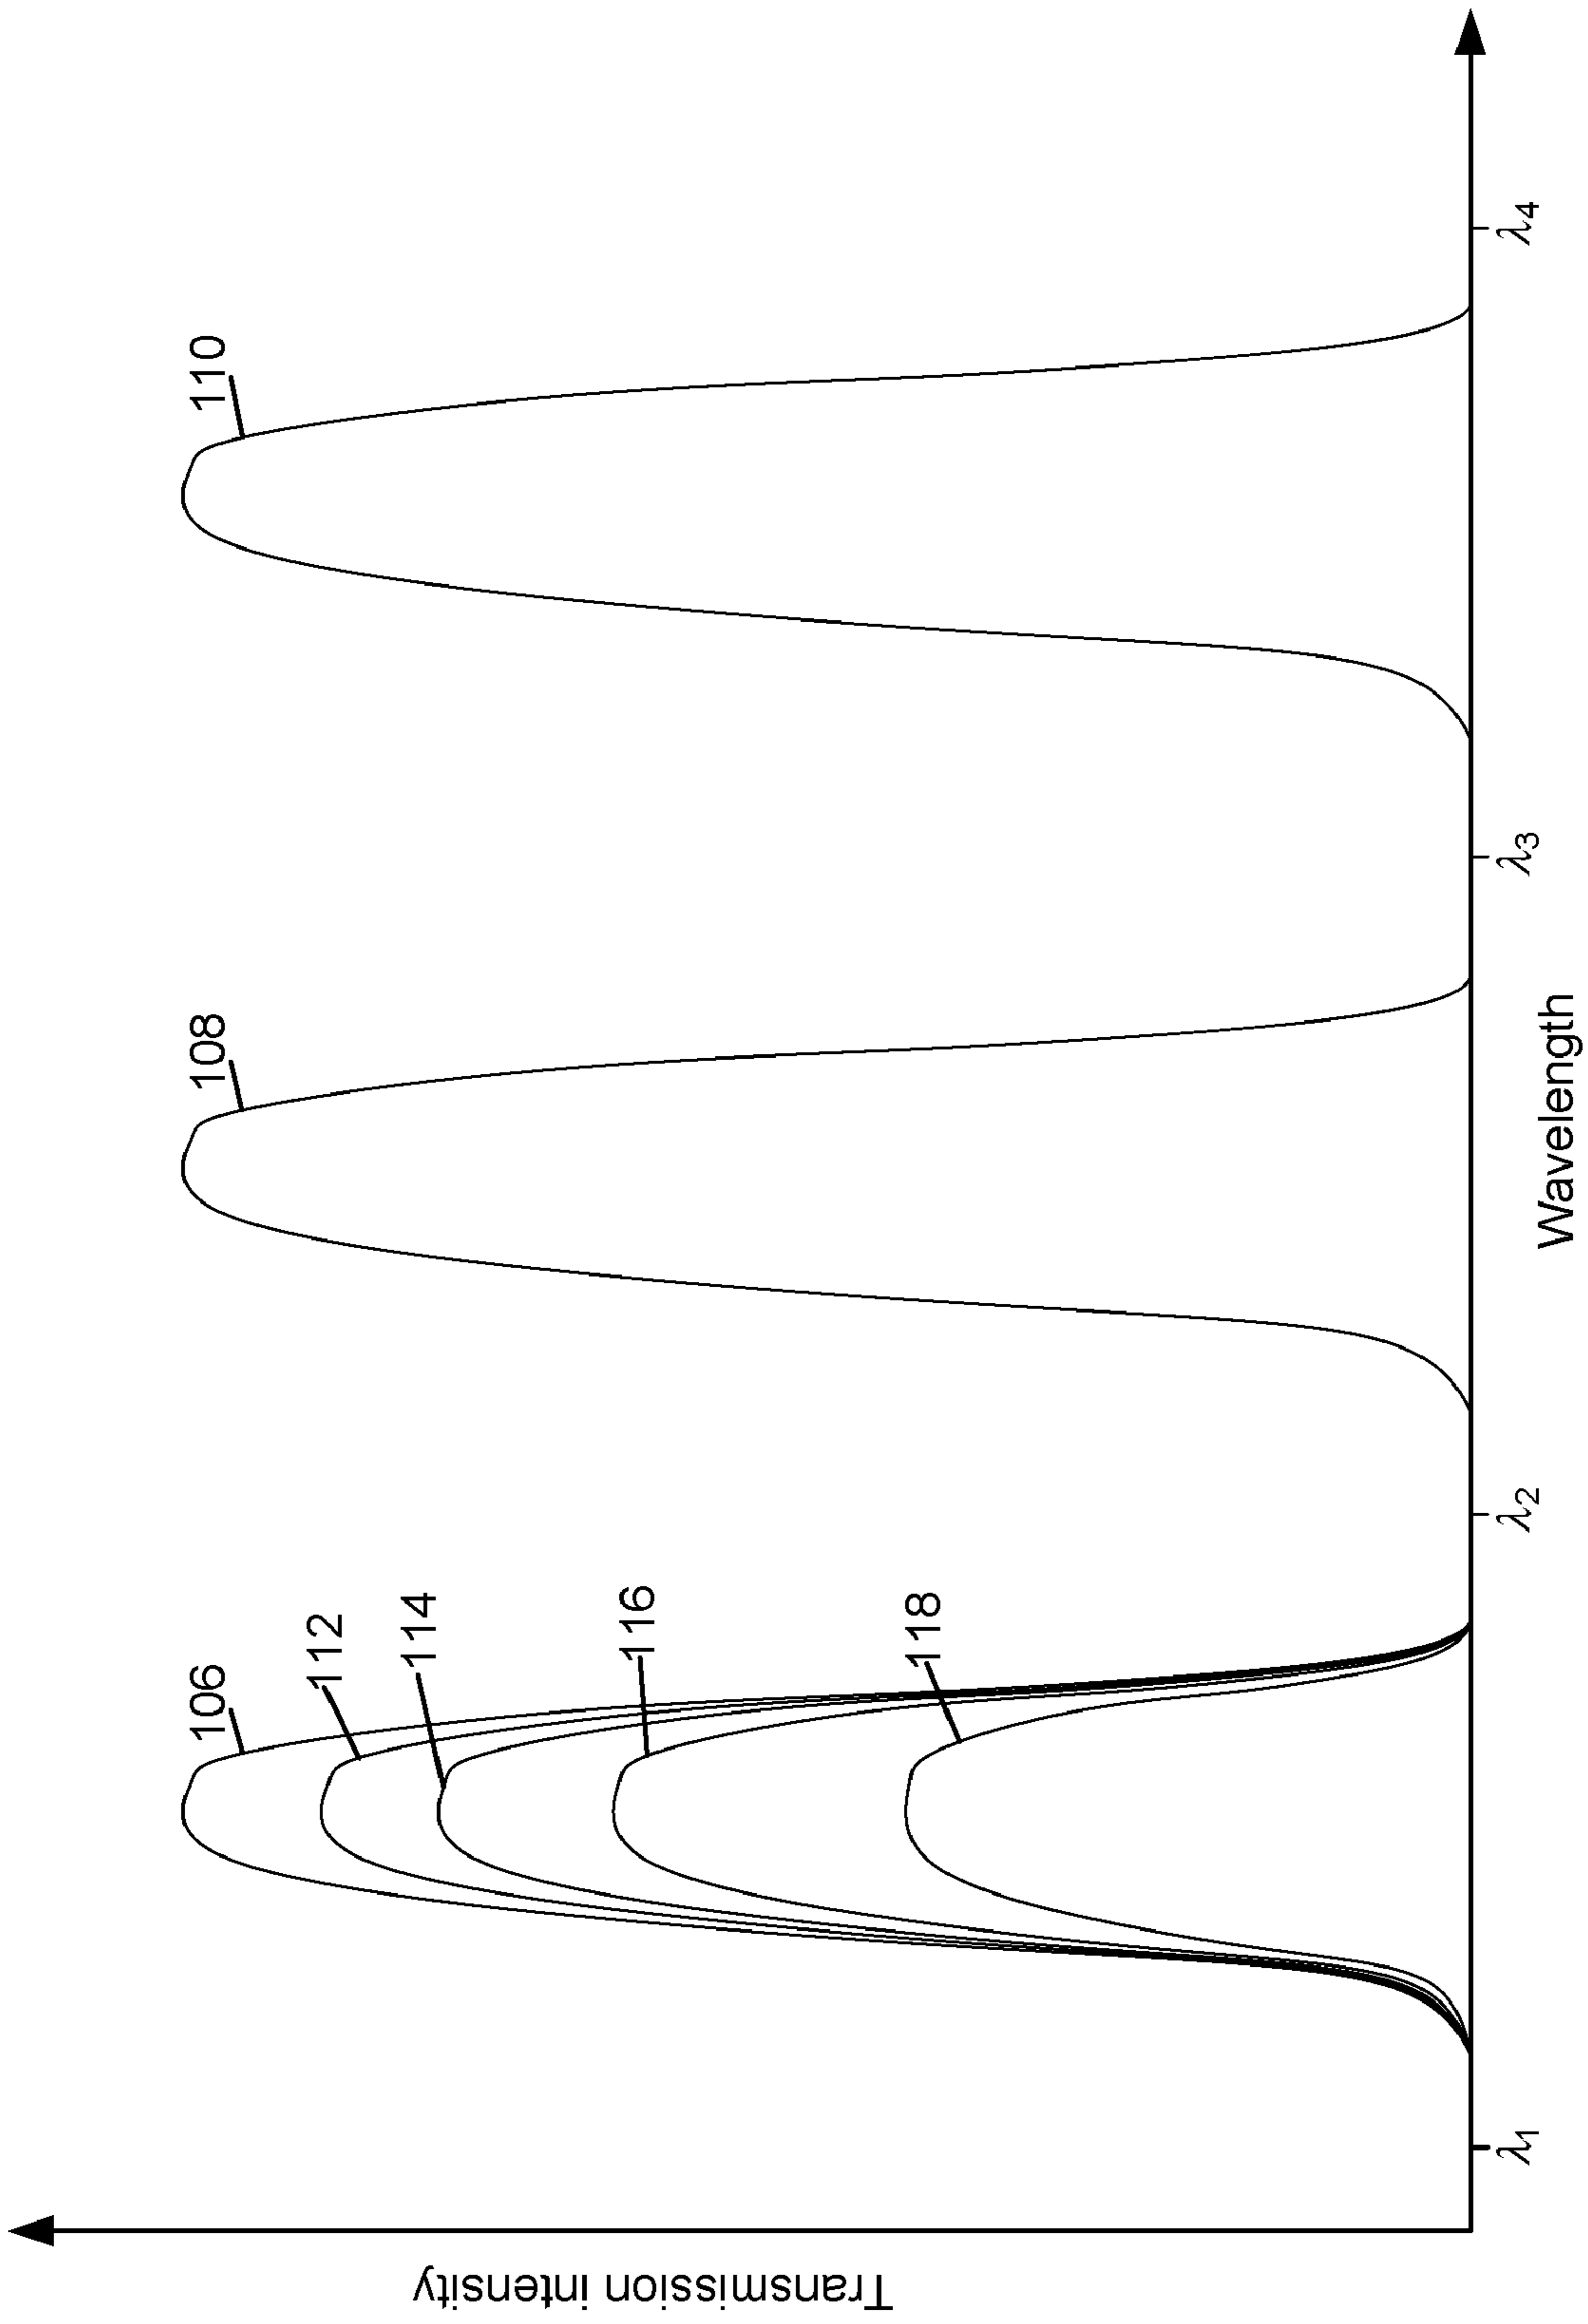 Transmission intensity
106
112
114
116
118
108
110
λ1
λ2
λ3
λ4
Wavelength